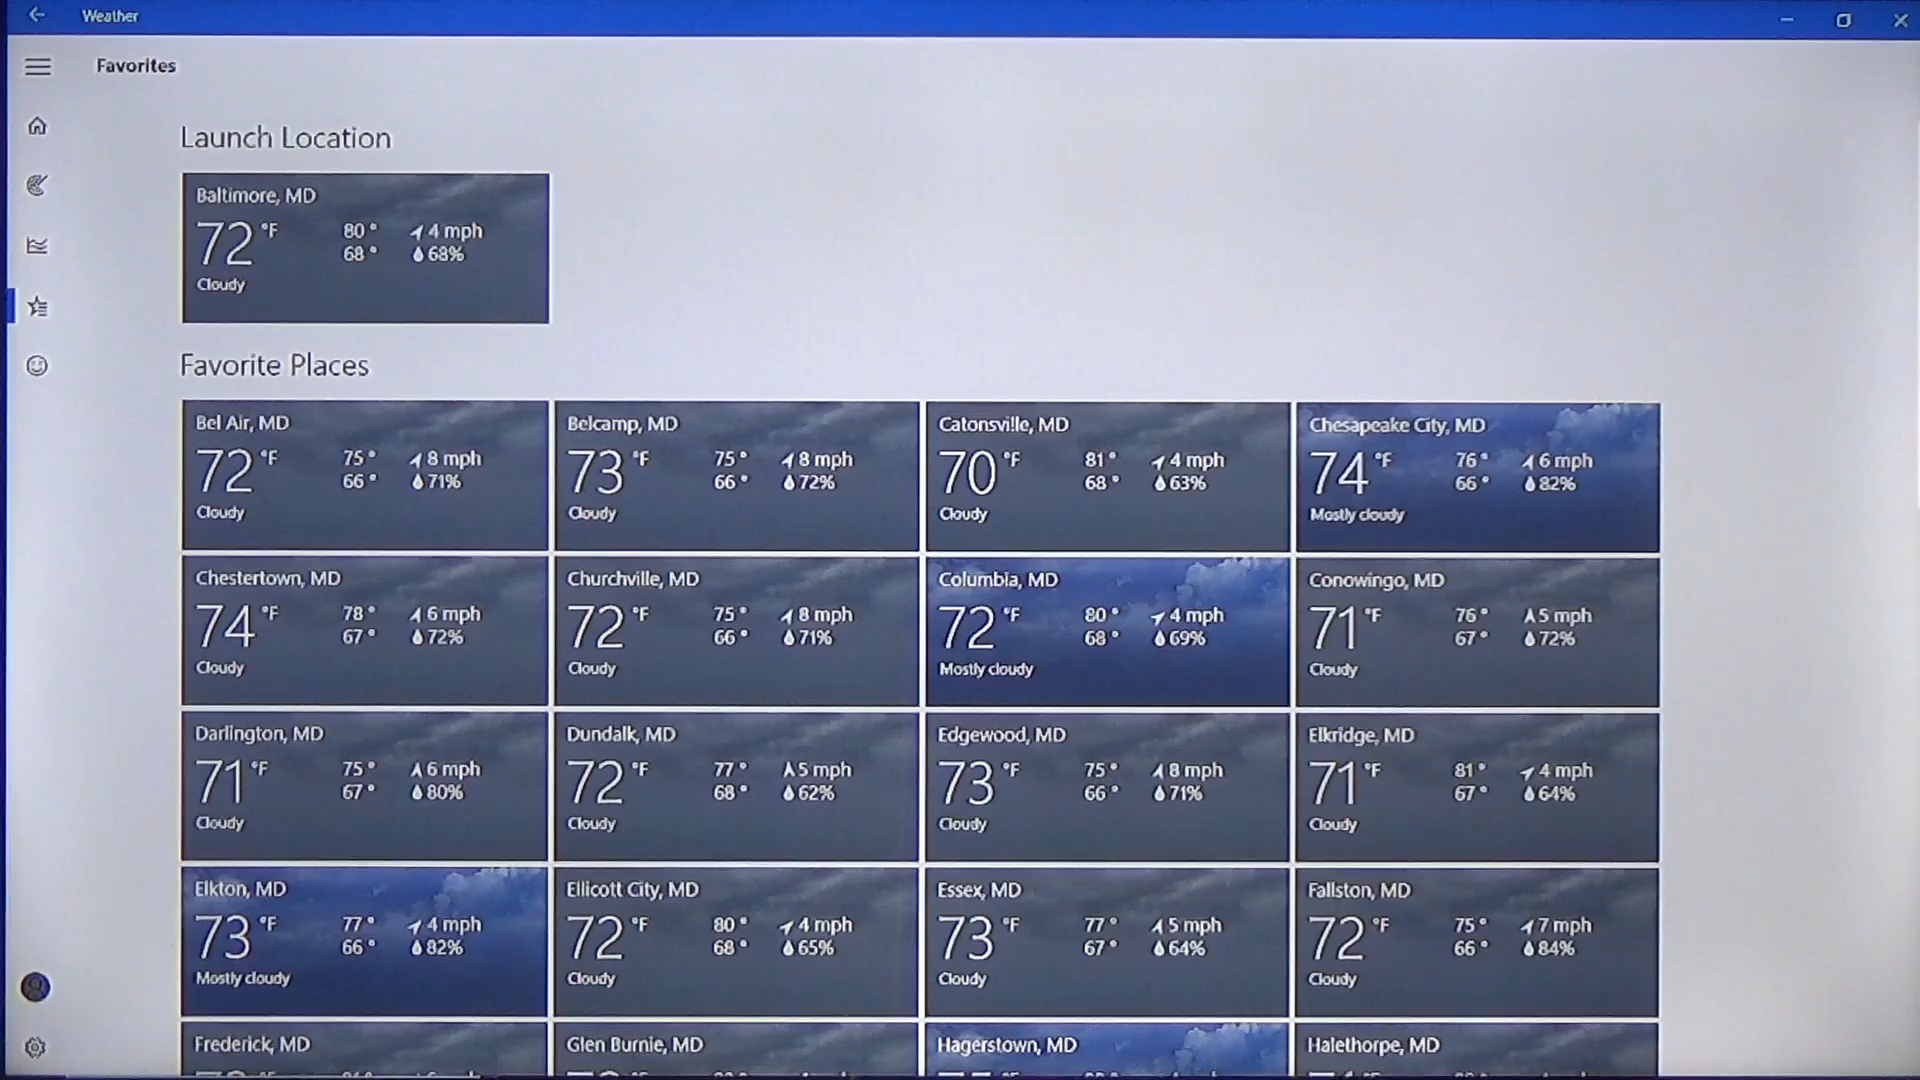 Weather
Favorites
Launch Location
Baltimore, MD
72 °F 80 ° 4 mph
68 ° 68%
Cloudy
Favorite Places
Bel Air, MD
72 °F 75 ° 8 mph
66 ° 71%
Cloudy
Belcamp, MD
73 °F 75 ° 8 mph
66 ° 72%
Cloudy
Catonsville, MD
70 °F 81 ° 4 mph
68 ° 63%
Cloudy
Chesapeake City, MD
74 °F 76 ° 6 mph
66 ° 82%
Mostly cloudy
Chestertown, MD
74 °F 78 ° 6 mph
67 ° 72%
Cloudy
Churchville, MD
72 °F 75 ° 8 mph
66 ° 71%
Cloudy
Columbia, MD
72 °F 80 ° 4 mph
68 ° 69%
Mostly cloudy
Conowingo, MD
71 °F 76 ° 5 mph
67 ° 72%
Cloudy
Darlington, MD
71 °F 75 ° 6 mph
67 ° 80%
Cloudy
Dundalk, MD
72 °F 77 ° 5 mph
68 ° 62%
Cloudy
Edgewood, MD
73 °F 75 ° 8 mph
66 ° 71%
Cloudy
Elkridge, MD
71 °F 81 ° 4 mph
67 ° 64%
Cloudy
Elkton, MD
73 °F 77 ° 4 mph
66 ° 82%
Mostly cloudy
Ellicott City, MD
72 °F 80 ° 4 mph
68 ° 65%
Cloudy
Essex, MD
73 °F 77 ° 5 mph
67 ° 64%
Cloudy
Fallston, MD
72 °F 75 ° 7 mph
66 ° 84%
Cloudy
Frederick, MD
Glen Burnie, MD
Hagerstown, MD
Halethorpe, MD